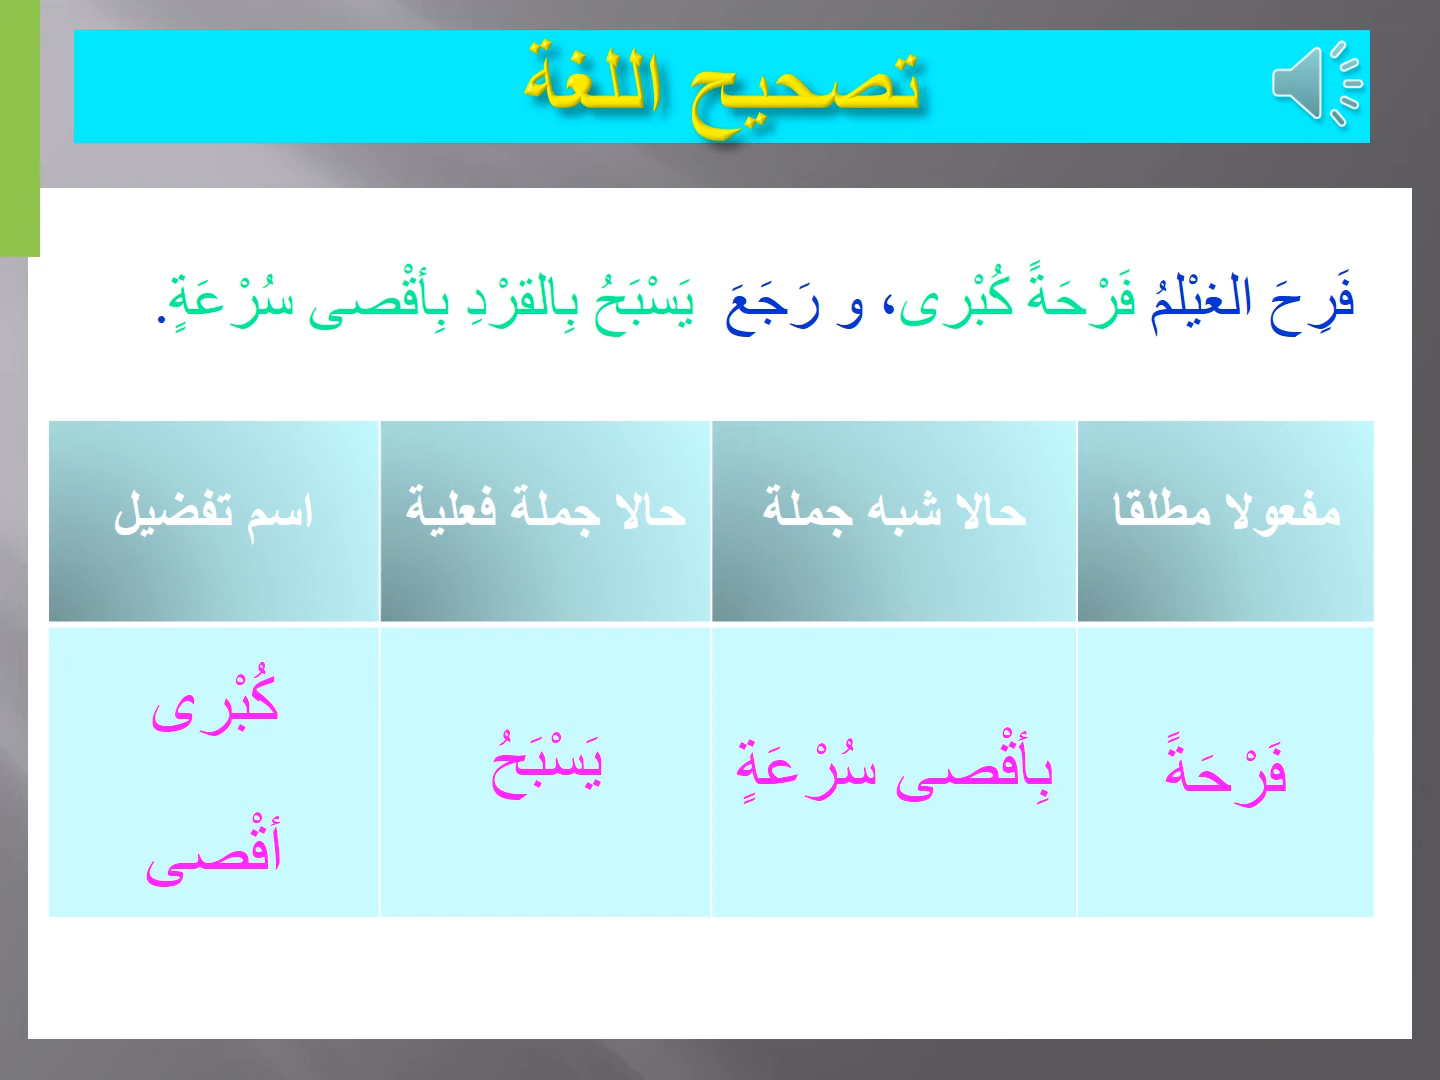 تصحيح اللغة
فَرِحَ الغيْلمُ فَرْحَةً كُبْرى، و رَجَعَ يَسْبَحُ بِالقرْدِ بِأقْصى سُرْعَةٍ.
مفعولا مطلقا حالا شبه جملة حالا جملة فعلية اسم تفضيل
فَرْحَةً بِأقْصى سُرْعَةٍ يَسْبَحُ كُبْرى
أقْصى